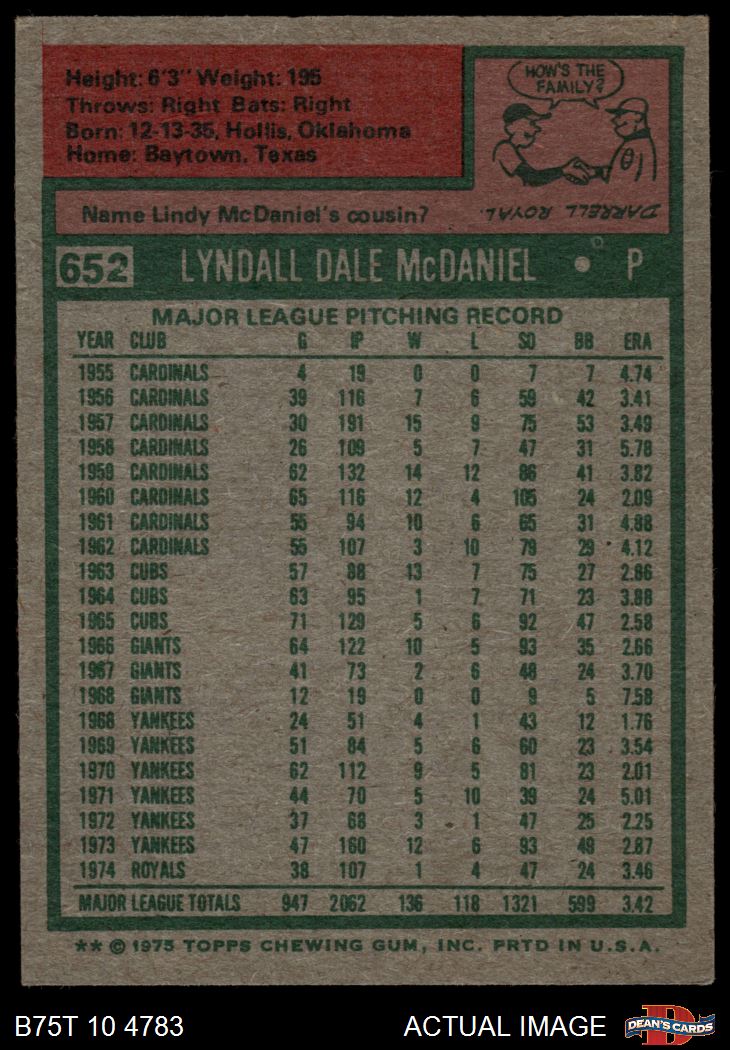 Height: 6'3" Weight: 195
Throws: Right Bats: Right
Born: 12-13-35, Hollis, Oklahoma
Home: Baytown, Texas
HOW'S THE
FAMILY?
Name Lindy McDaniel's cousin?
DARRELL ROYAL.
652 LYNDALL DALE McDANIEL • P
MAJOR LEAGUE PITCHING RECORD
YEAR CLUB G IP W L SO BB ERA
1955 CARDINALS 4 19 0 0 7 7 4.74
1956 CARDINALS 39 116 7 6 59 42 3.41
1957 CARDINALS 30 191 15 9 75 53 3.49
1958 CARDINALS 26 109 5 7 47 31 5.78
1959 CARDINALS 62 132 14 12 86 41 3.82
1960 CARDINALS 65 116 12 4 105 24 2.09
1961 CARDINALS 55 94 10 6 65 31 4.88
1962 CARDINALS 55 107 3 10 79 29 4.12
1963 CUBS 57 88 13 7 75 27 2.86
1964 CUBS 63 95 1 7 71 23 3.88
1965 CUBS 71 129 5 6 92 47 2.58
1966 GIANTS 64 122 10 5 93 35 2.66
1967 GIANTS 41 73 2 6 48 24 3.70
1968 GIANTS 12 19 0 0 9 5 7.58
1968 YANKEES 24 51 4 1 43 12 1.76
1969 YANKEES 51 84 5 6 60 23 3.54
1970 YANKEES 62 112 9 5 81 23 2.01
1971 YANKEES 44 70 5 10 39 24 5.01
1972 YANKEES 37 68 3 1 47 25 2.25
1973 YANKEES 47 160 12 6 93 49 2.87
1974 ROYALS 38 107 1 4 47 24 3.46
MAJOR LEAGUE TOTALS 947 2062 136 118 1321 599 3.42
** © 1975 TOPPS CHEWING GUM, INC. PRTD IN U.S.A.
B75T 10 4783 ACTUAL IMAGE D DEAN'S CARDS